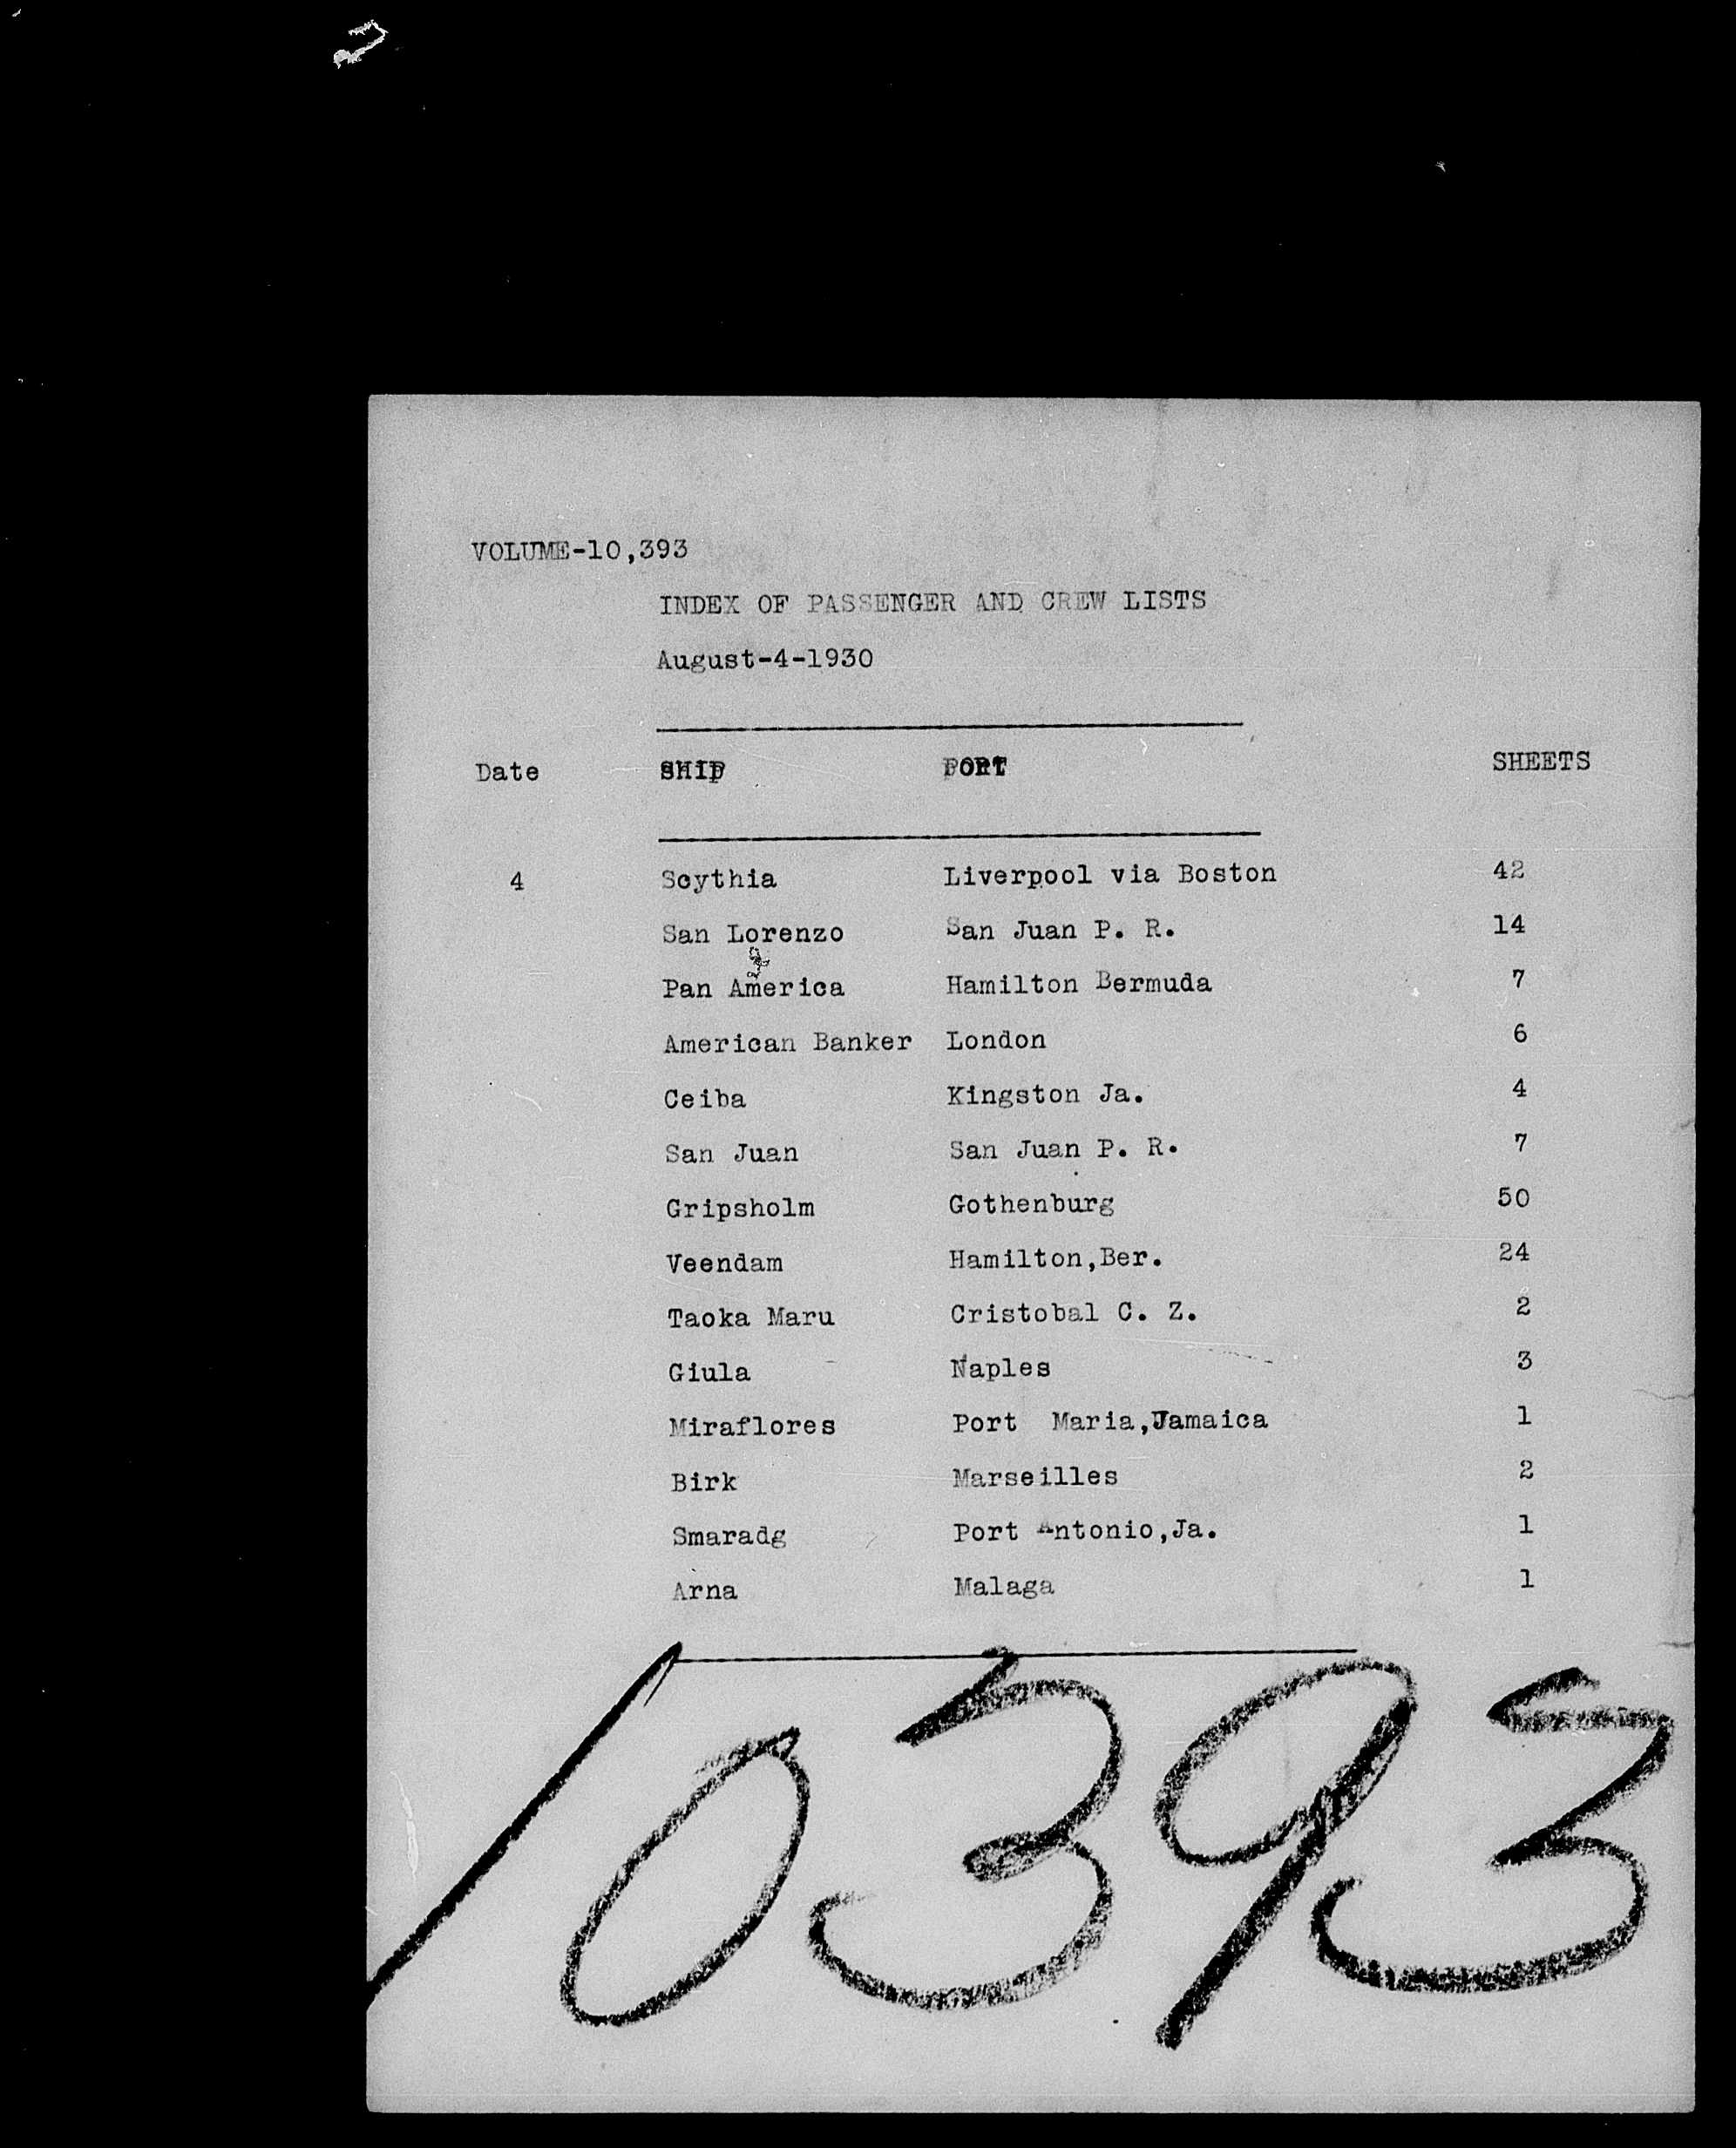 VOLUME-10,393
INDEX OF PASSENGER AND CREW LISTS
August-4-1930
Date SHIP PORT SHEETS
4 Scythia Liverpool via Boston 42
San Lorenzo San Juan P. R. 14
Pan America Hamilton Bermuda 7
American Banker London 6
Ceiba Kingston Ja. 4
San Juan San Juan P. R. 7
Gripsholm Gothenburg 50
Veendam Hamilton,Ber. 24
Taoka Maru Cristobal C. Z. 2
Giula Naples 3
Miraflores Port Maria,Jamaica 1
Birk Marseilles 2
Smaradg Port Antonio,Ja. 1
Arna Malaga 1
10393